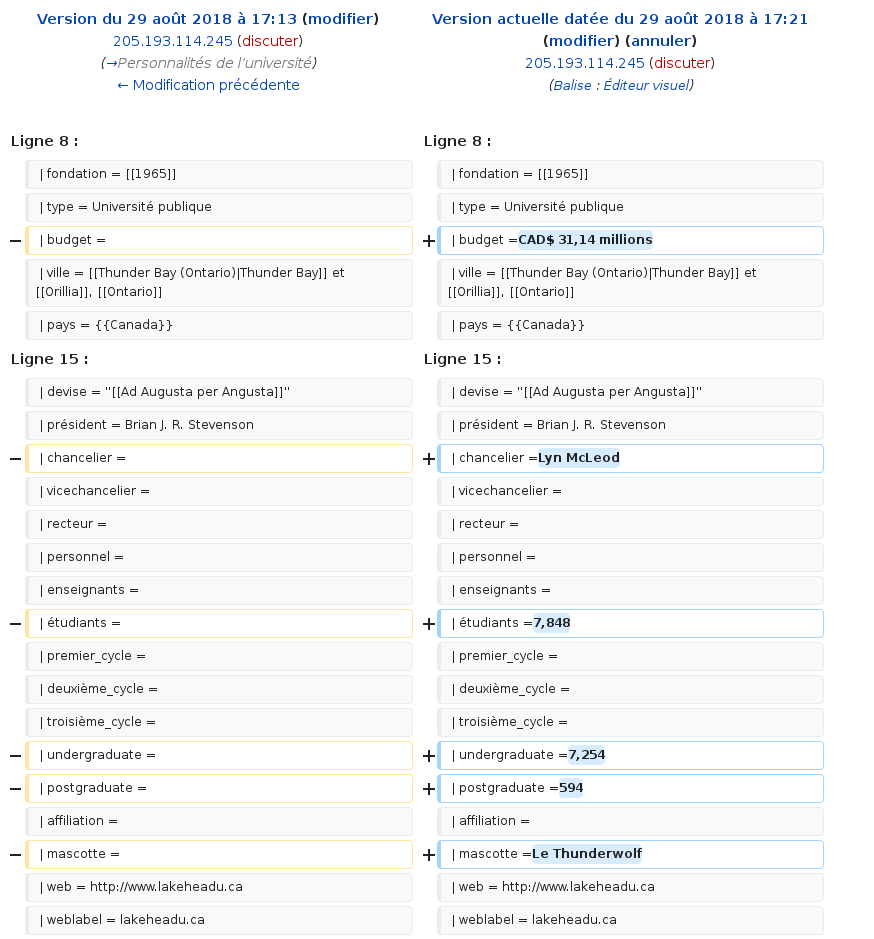 Version du 29 août 2018 à 17:13 (modifier)
205.193.114.245 (discuter)
(→Personnalités de l’université)
← Modification précédente
Version actuelle datée du 29 août 2018 à 17:21
(modifier) (annuler)
205.193.114.245 (discuter)
(Balise : Éditeur visuel)
Ligne 8 :
Ligne 8 :
| fondation = [[1965]]
| fondation = [[1965]]
| type = Université publique
| type = Université publique
− | budget =
+ | budget =CAD$ 31,14 millions
| ville = [[Thunder Bay (Ontario)|Thunder Bay]] et
[[Orillia]], [[Ontario]]
| ville = [[Thunder Bay (Ontario)|Thunder Bay]] et
[[Orillia]], [[Ontario]]
| pays = {{Canada}}
| pays = {{Canada}}
Ligne 15 :
Ligne 15 :
| devise = ''[[Ad Augusta per Angusta]]''
| devise = ''[[Ad Augusta per Angusta]]''
| président = Brian J. R. Stevenson
| président = Brian J. R. Stevenson
− | chancelier =
+ | chancelier =Lyn McLeod
| vicechancelier =
| vicechancelier =
| recteur =
| recteur =
| personnel =
| personnel =
| enseignants =
| enseignants =
− | étudiants =
+ | étudiants =7,848
| premier_cycle =
| premier_cycle =
| deuxième_cycle =
| deuxième_cycle =
| troisième_cycle =
| troisième_cycle =
− | undergraduate =
+ | undergraduate =7,254
− | postgraduate =
+ | postgraduate =594
| affiliation =
| affiliation =
− | mascotte =
+ | mascotte =Le Thunderwolf
| web = http://www.lakeheadu.ca
| web = http://www.lakeheadu.ca
| weblabel = lakeheadu.ca
| weblabel = lakeheadu.ca